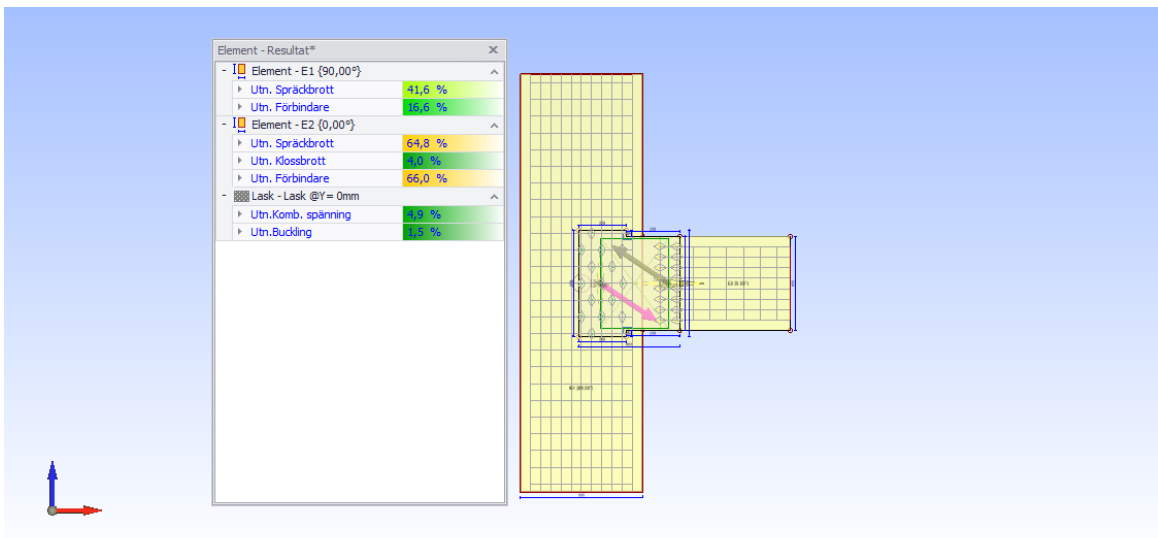 Element - Resultat*
Element - E1 {90,00°}
Utn. Spräckbrott 41,6 %
Utn. Förbindare 16,6 %
Element - E2 {0,00°}
Utn. Spräckbrott 64,8 %
Utn. Klossbrott 4,0 %
Utn. Förbindare 66,0 %
Lask - Lask @Y= 0mm
Utn.Komb. spänning 4,9 %
Utn.Buckling 1,5 %